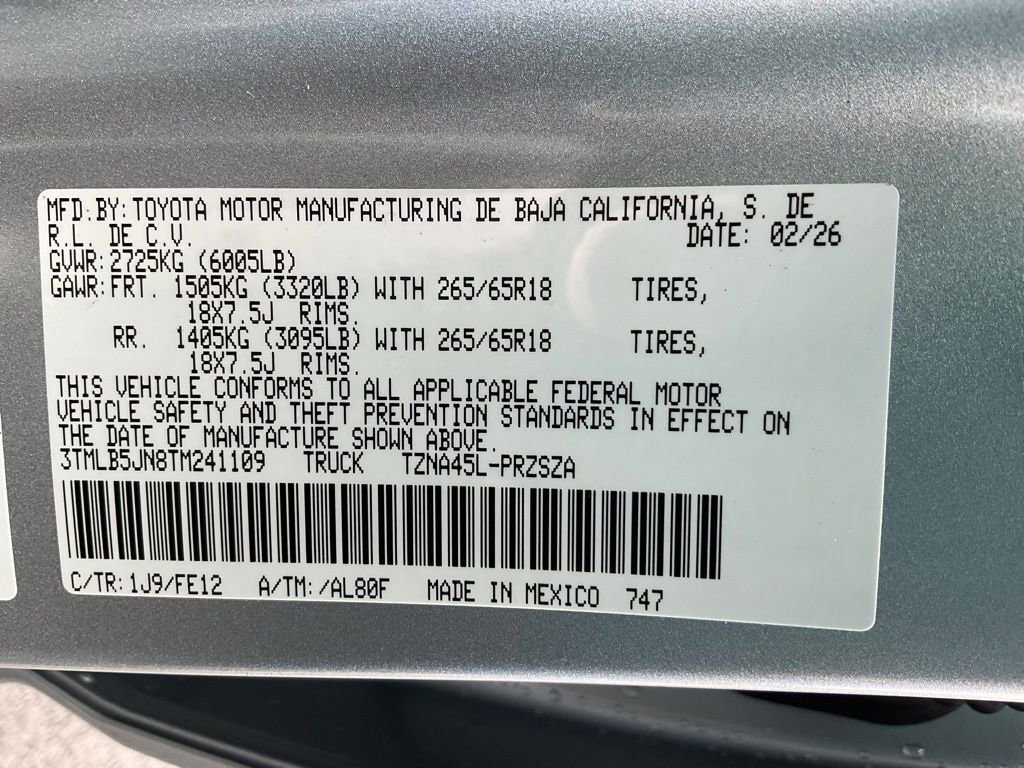 MFD.BY: TOYOTA MOTOR MANUFACTURING DE BAJA CALIFORNIA, S. DE
R.L. DE C.V. DATE: 02/26
GVWR: 2725KG (6005LB)
GAWR: FRT. 1505KG (3320LB) WITH 265/65R18 TIRES,
18X7.5J RIMS.
RR. 1405KG (3095LB) WITH 265/65R18 TIRES,
18X7.5J RIMS.
THIS VEHICLE CONFORMS TO ALL APPLICABLE FEDERAL MOTOR
VEHICLE SAFETY AND THEFT PREVENTION STANDARDS IN EFFECT ON
THE DATE OF MANUFACTURE SHOWN ABOVE.
3TMLB5JN8TM241109 TRUCK TZNA45L-PRZSZA
C/TR: 1J9/FE12 A/TM: /AL80F MADE IN MEXICO 747